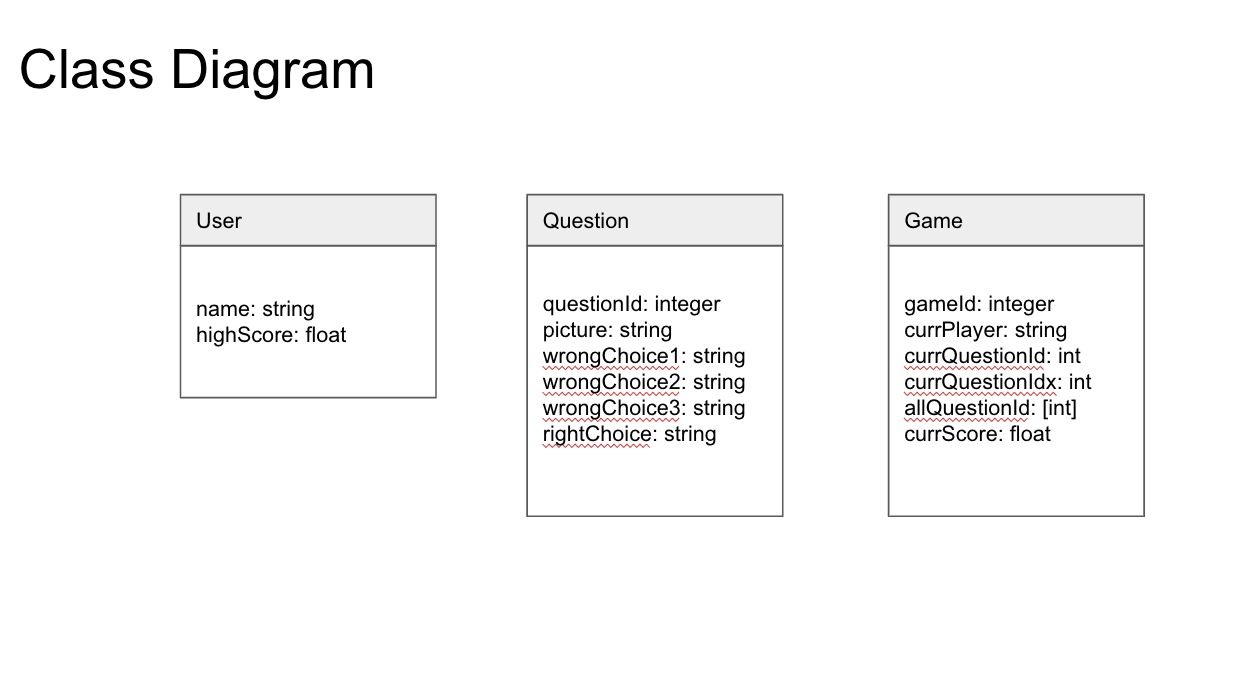 Class Diagram
User
name: string
highScore: float
Question
questionId: integer
picture: string
wrongChoice1: string
wrongChoice2: string
wrongChoice3: string
rightChoice: string
Game
gameId: integer
currPlayer: string
currQuestionId: int
currQuestionIdx: int
allQuestionId: [int]
currScore: float